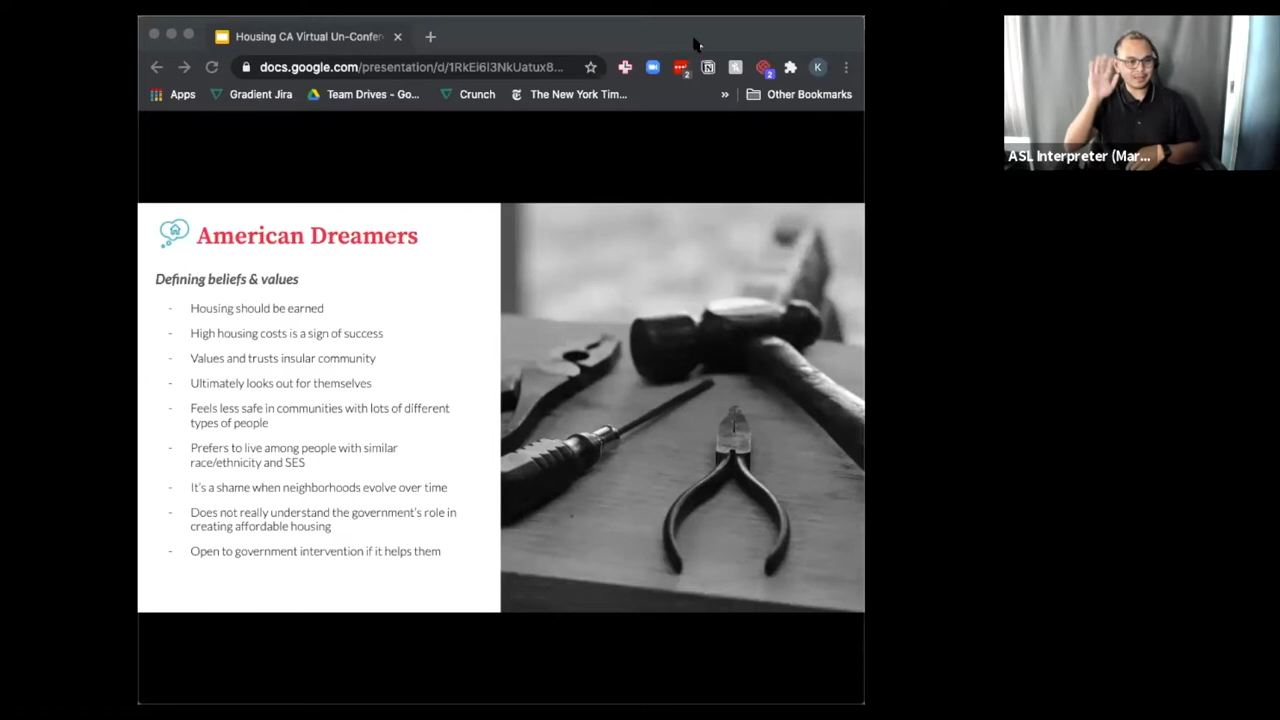 Housing CA Virtual Un-Confer
docs.google.com/presentation/d/1RkEi6l3NkUatux8...
2
2
K
Apps
Gradient Jira
Team Drives - Go...
Crunch
The New York Tim...
»
Other Bookmarks
ASL Interpreter (Mar...
American Dreamers
Defining beliefs & values
- Housing should be earned
- High housing costs is a sign of success
- Values and trusts insular community
- Ultimately looks out for themselves
- Feels less safe in communities with lots of different
types of people
- Prefers to live among people with similar
race/ethnicity and SES
- It's a shame when neighborhoods evolve over time
- Does not really understand the government's role in
creating affordable housing
- Open to government intervention if it helps them